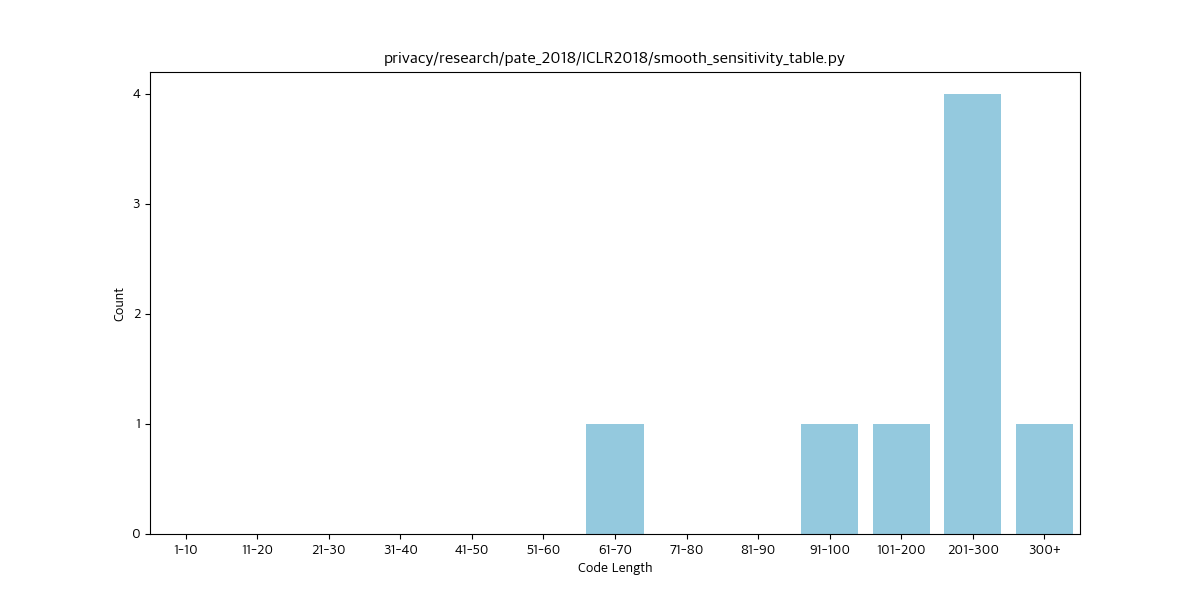 privacy/research/pate_2018/ICLR2018/smooth_sensitivity_table.py
4
3
2
1
0
Count
1-10 11-20 21-30 31-40 41-50 51-60 61-70 71-80 81-90 91-100 101-200 201-300 300+
Code Length